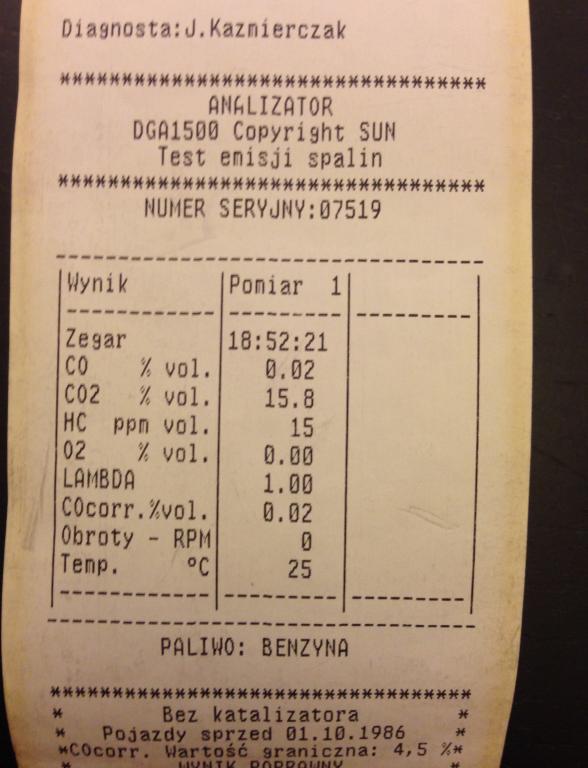 Diagnosta:J.Kazmierczak
**********************************
ANALIZATOR
DGA1500 Copyright SUN
Test emisji spalin
**********************************
NUMER SERYJNY:07519
Wynik Pomiar 1
Zegar 18:52:21
CO % vol. 0.02
CO2 % vol. 15.8
HC ppm vol. 15
O2 % vol. 0.00
LAMBDA 1.00
COcorr.%vol. 0.02
Obroty - RPM 0
Temp. ºC 25
PALIWO: BENZYNA
**********************************
* Bez katalizatora *
* Pojazdy sprzed 01.10.1986 *
*COcorr. Wartość graniczna: 4,5 %*
* WYNIK POPRAWNY *